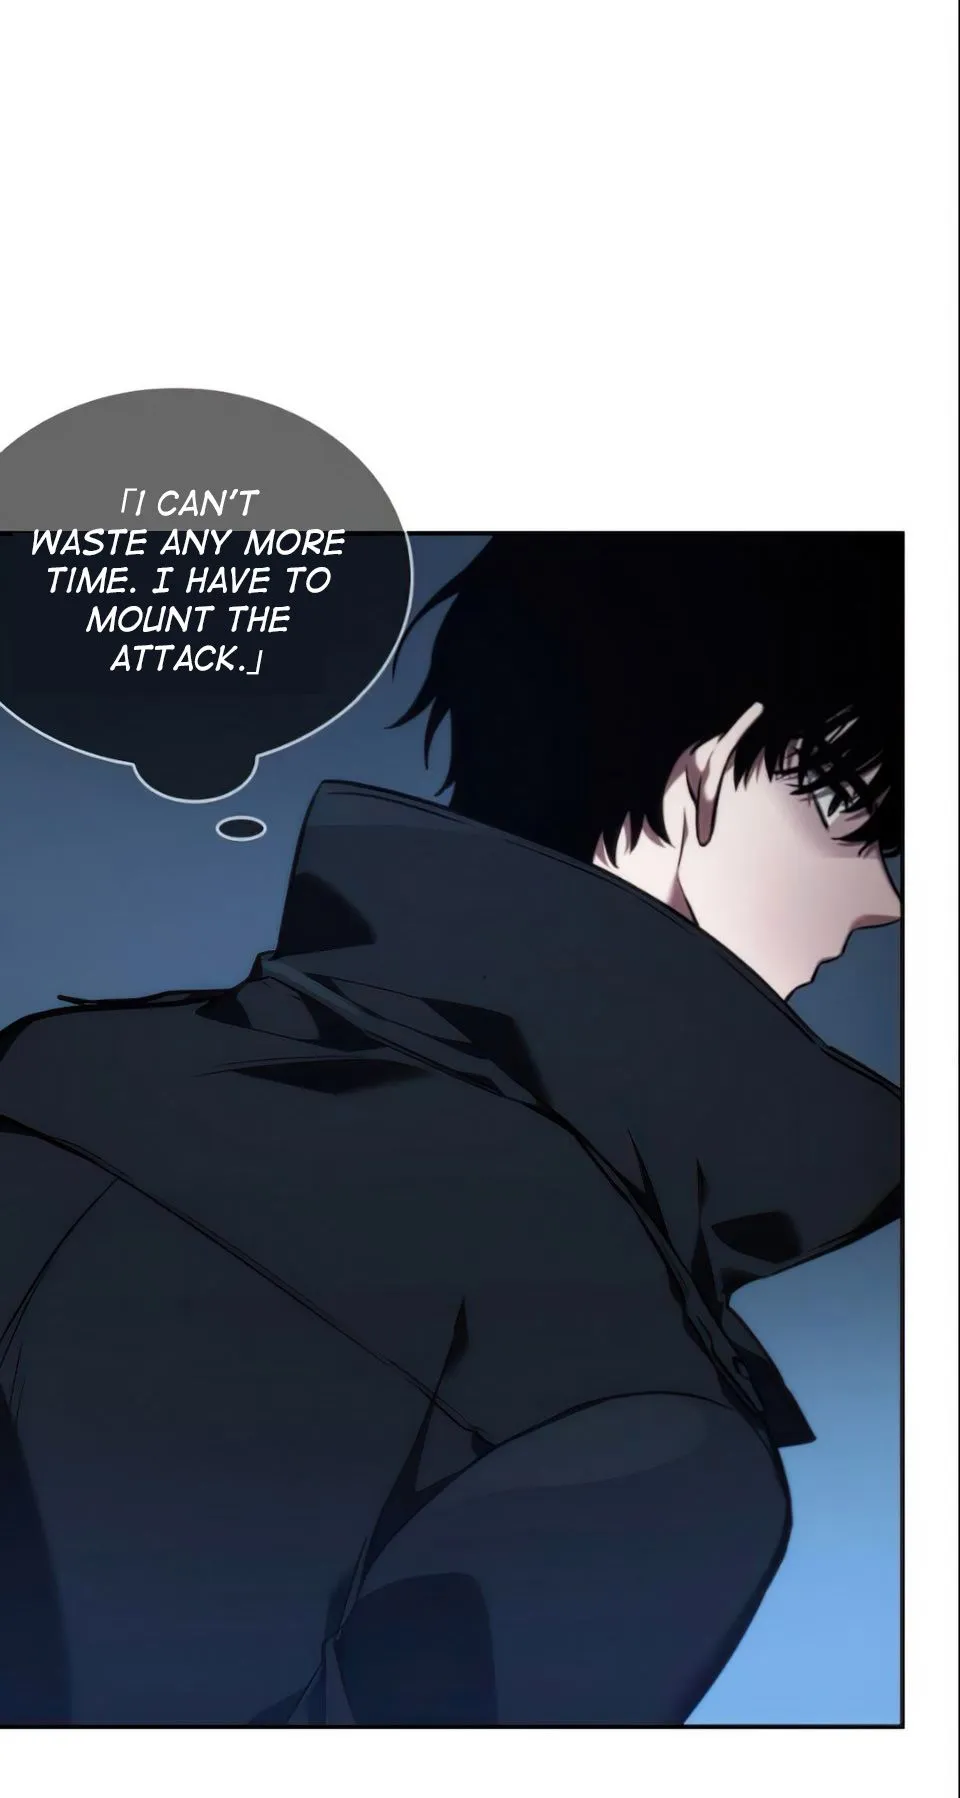 「I CAN'T
WASTE ANY MORE
TIME. I HAVE TO
MOUNT THE
ATTACK.」